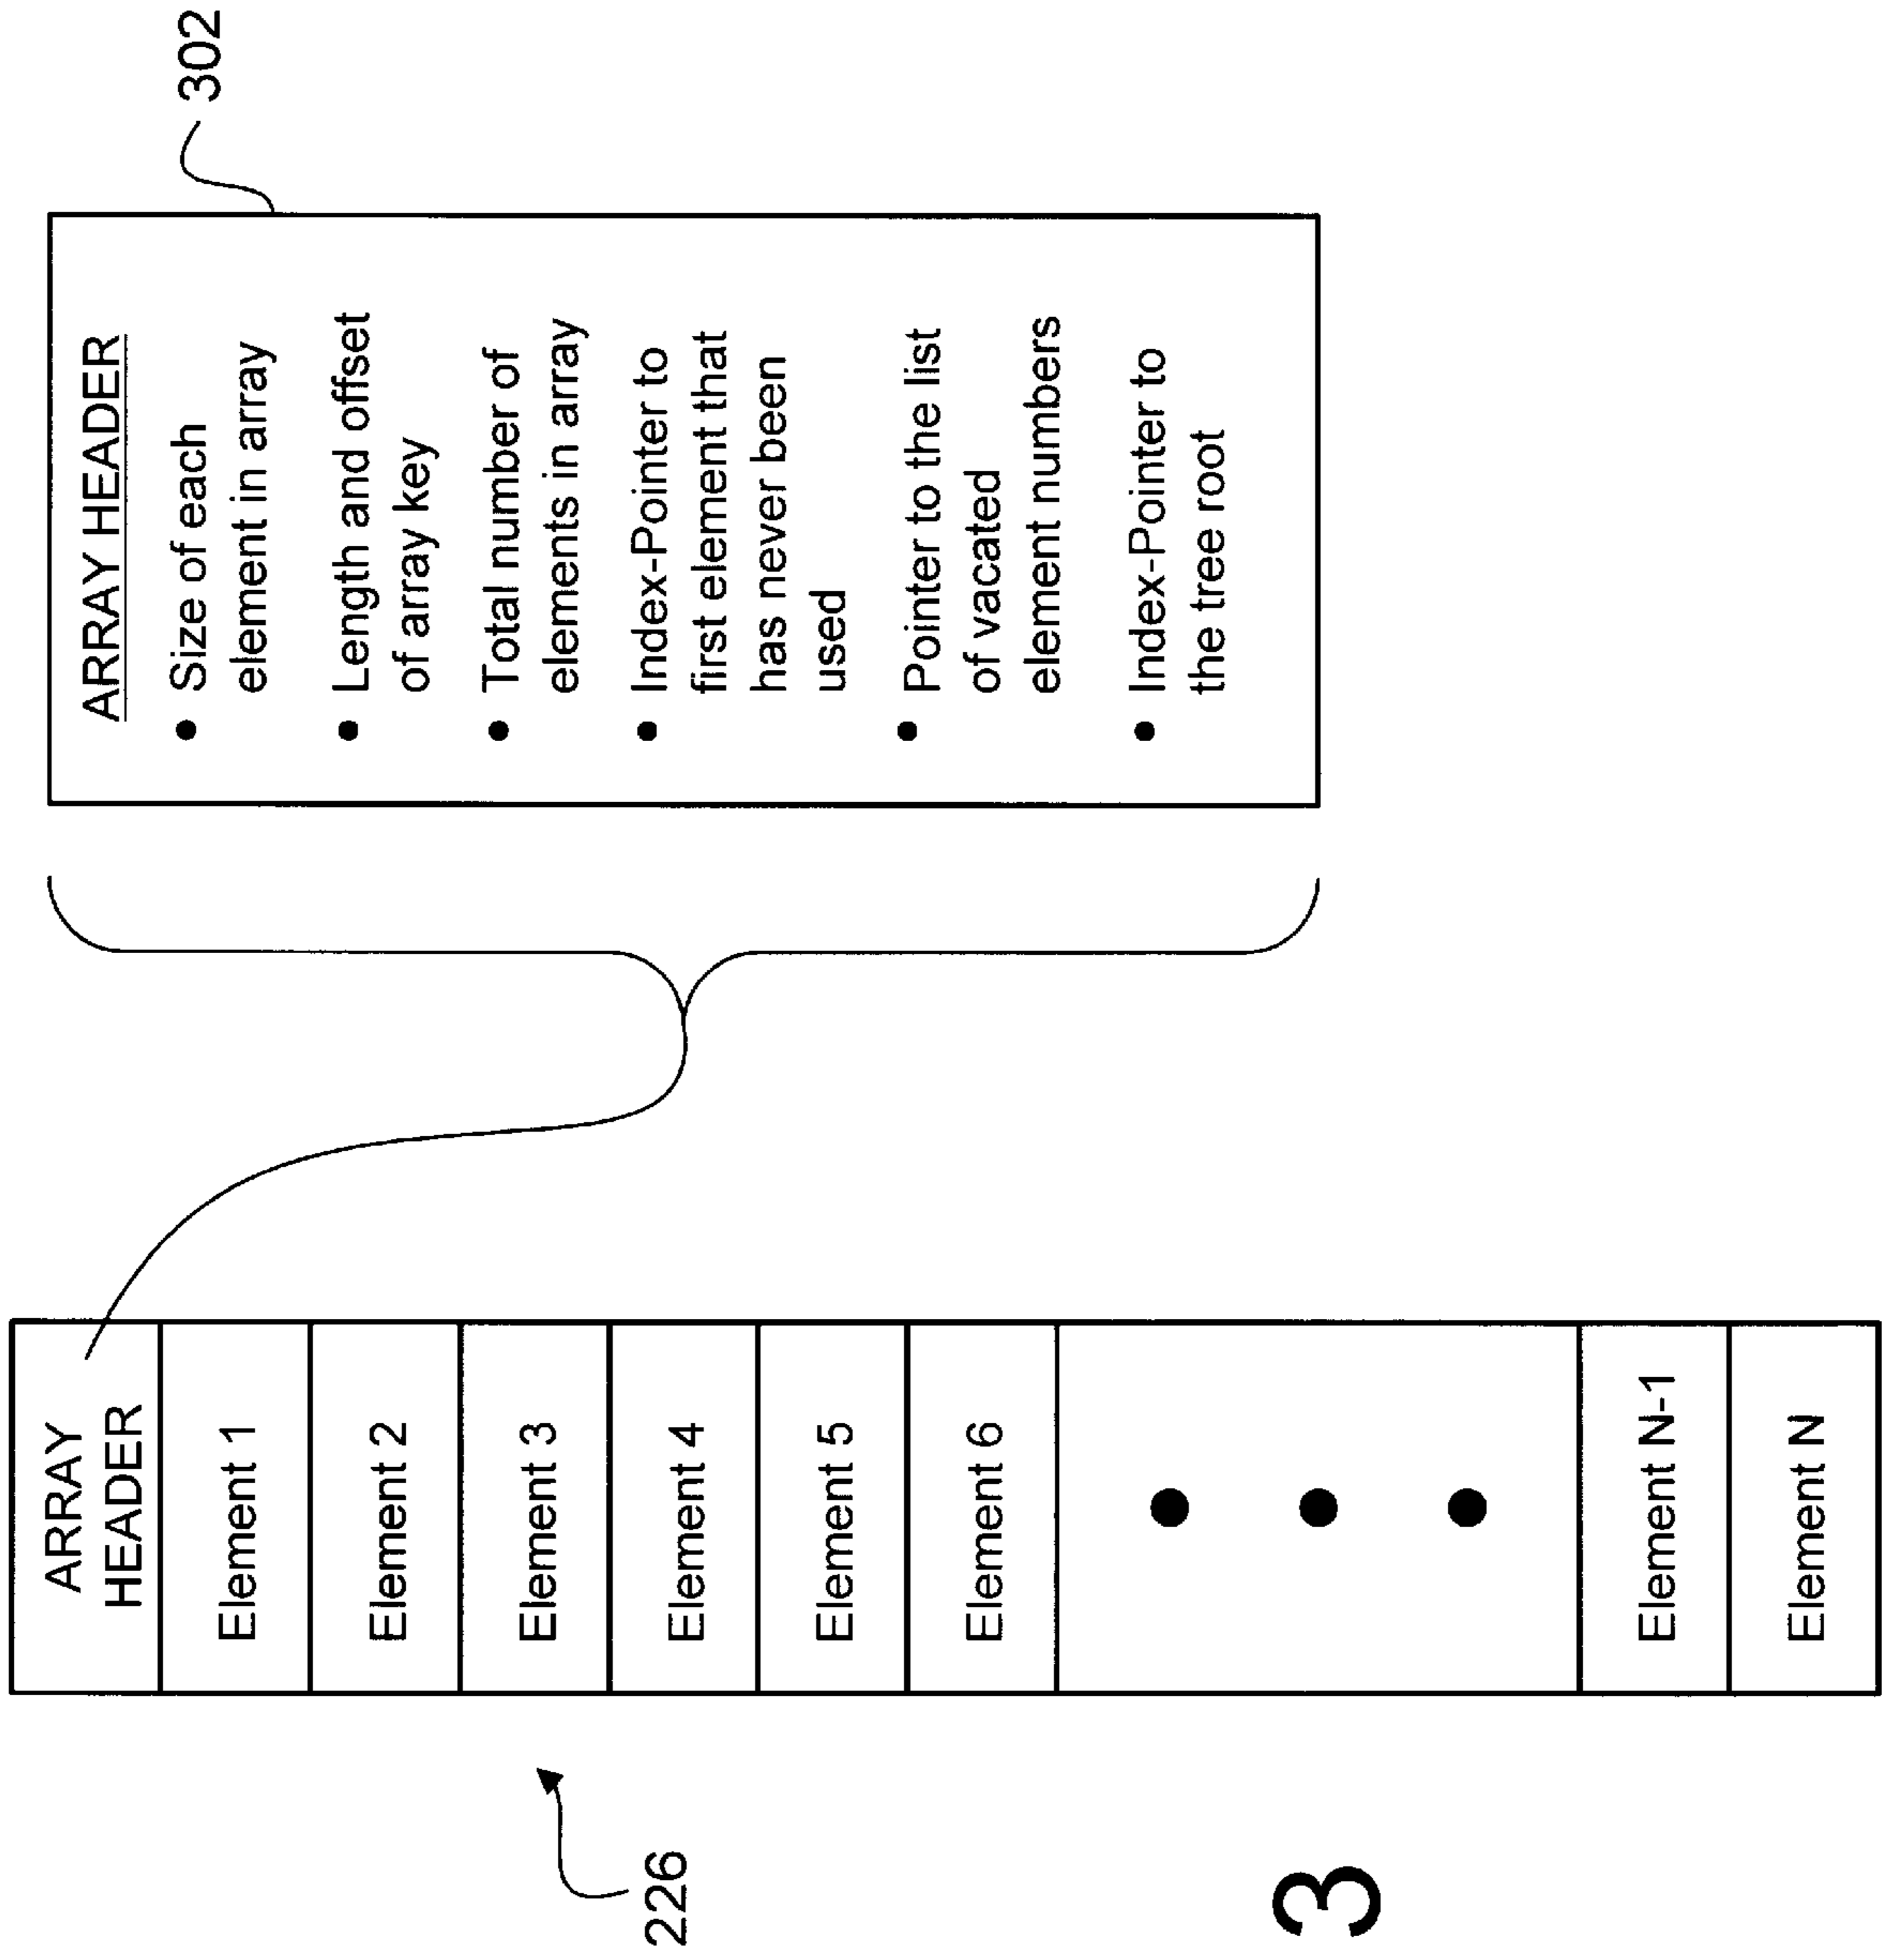 ARRAY
HEADER
Element 1
Element 2
Element 3
Element 4
Element 5
Element 6
Element N-1
Element N
226
ARRAY HEADER
• Size of each
element in array
• Length and offset
of array key
• Total number of
elements in array
• Index-Pointer to
first element that
has never been
used
• Pointer to the list
of vacated
element numbers
• Index-Pointer to
the tree root
302
3